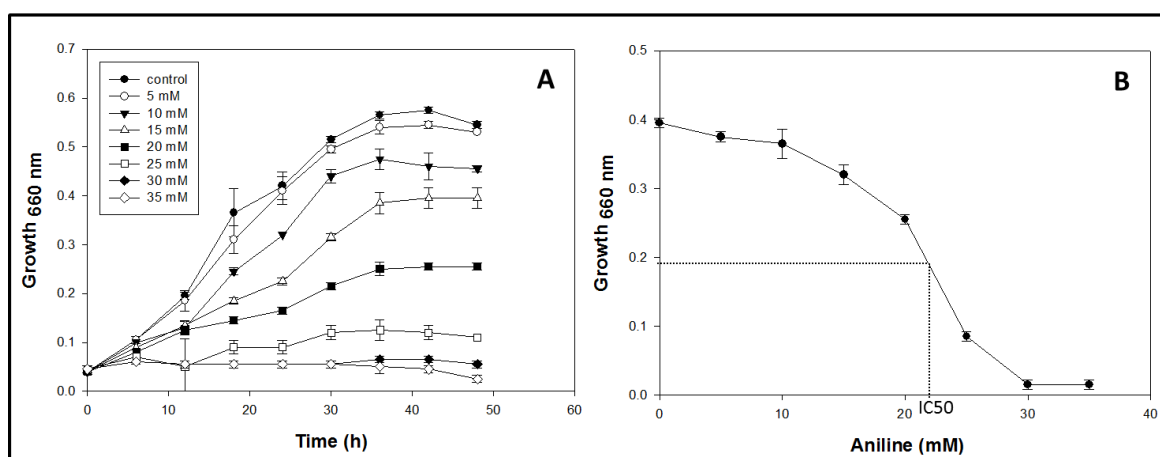 A
control
5 mM
10 mM
15 mM
20 mM
25 mM
30 mM
35 mM
0.7
0.6
0.5
0.4
0.3
0.2
0.1
0.0
Growth 660 nm
0 10 20 30 40 50 60
Time (h)
B
0.5
0.4
0.3
0.2
0.1
0.0
Growth 660 nm
0 10 20 30 40
IC50
Aniline (mM)